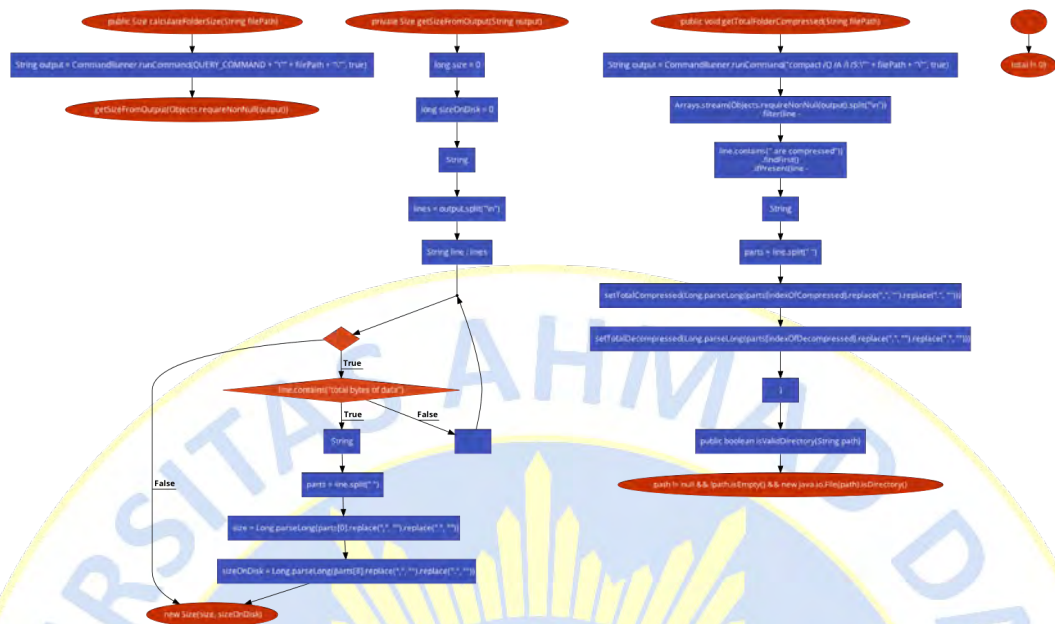 public Size calculateFolderSize(String filePath)
String output = CommandRunner.runCommand(QUERY_COMMAND + "\"" + filePath + "\"", true)
getSizeFromOutput(Objects.requireNonNull(output))
private Size getSizeFromOutput(String output)
long size = 0
long sizeOnDisk = 0
String
lines = output.split("\n")
String line : lines
True
line.contains("total bytes of data")
True
False
String
parts = line.split(" ")
False
size = Long.parseLong(parts[0].replace(",", "").replace(".", ""))
sizeOnDisk = Long.parseLong(parts[8].replace(",", "").replace(".", ""))
new Size(size, sizeOnDisk)
public void getTotalFolderCompressed(String filePath)
String output = CommandRunner.runCommand("compact /Q /A /I /S:\"" + filePath + "\"", true)
Arrays.stream(Objects.requireNonNull(output).split("\n"))
.filter(line -
line.contains(" are compressed"))
.findFirst()
.ifPresent(line -
String
parts = line.split(" ")
setTotalCompressed(Long.parseLong(parts[indexOfCompressed].replace(",", "").replace(".", "")))
setTotalDecompressed(Long.parseLong(parts[indexOfDecompressed].replace(",", "").replace(".", "")))
)
public boolean isValidDirectory(String path)
path != null && !path.isEmpty() && new java.io.File(path).isDirectory()
total != 0)